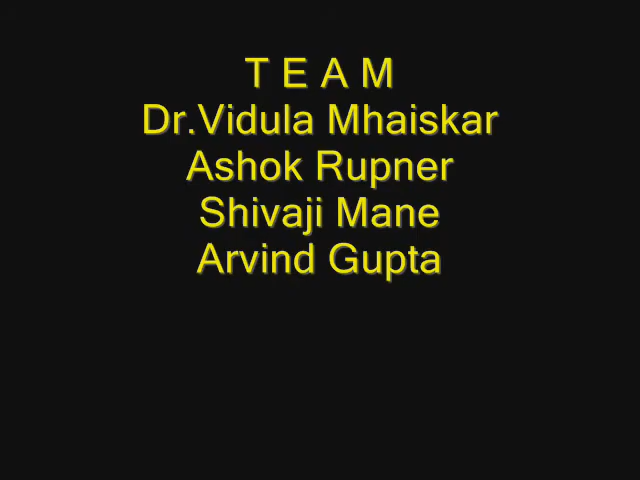 T E A M
Dr.Vidula Mhaiskar
Ashok Rupner
Shivaji Mane
Arvind Gupta